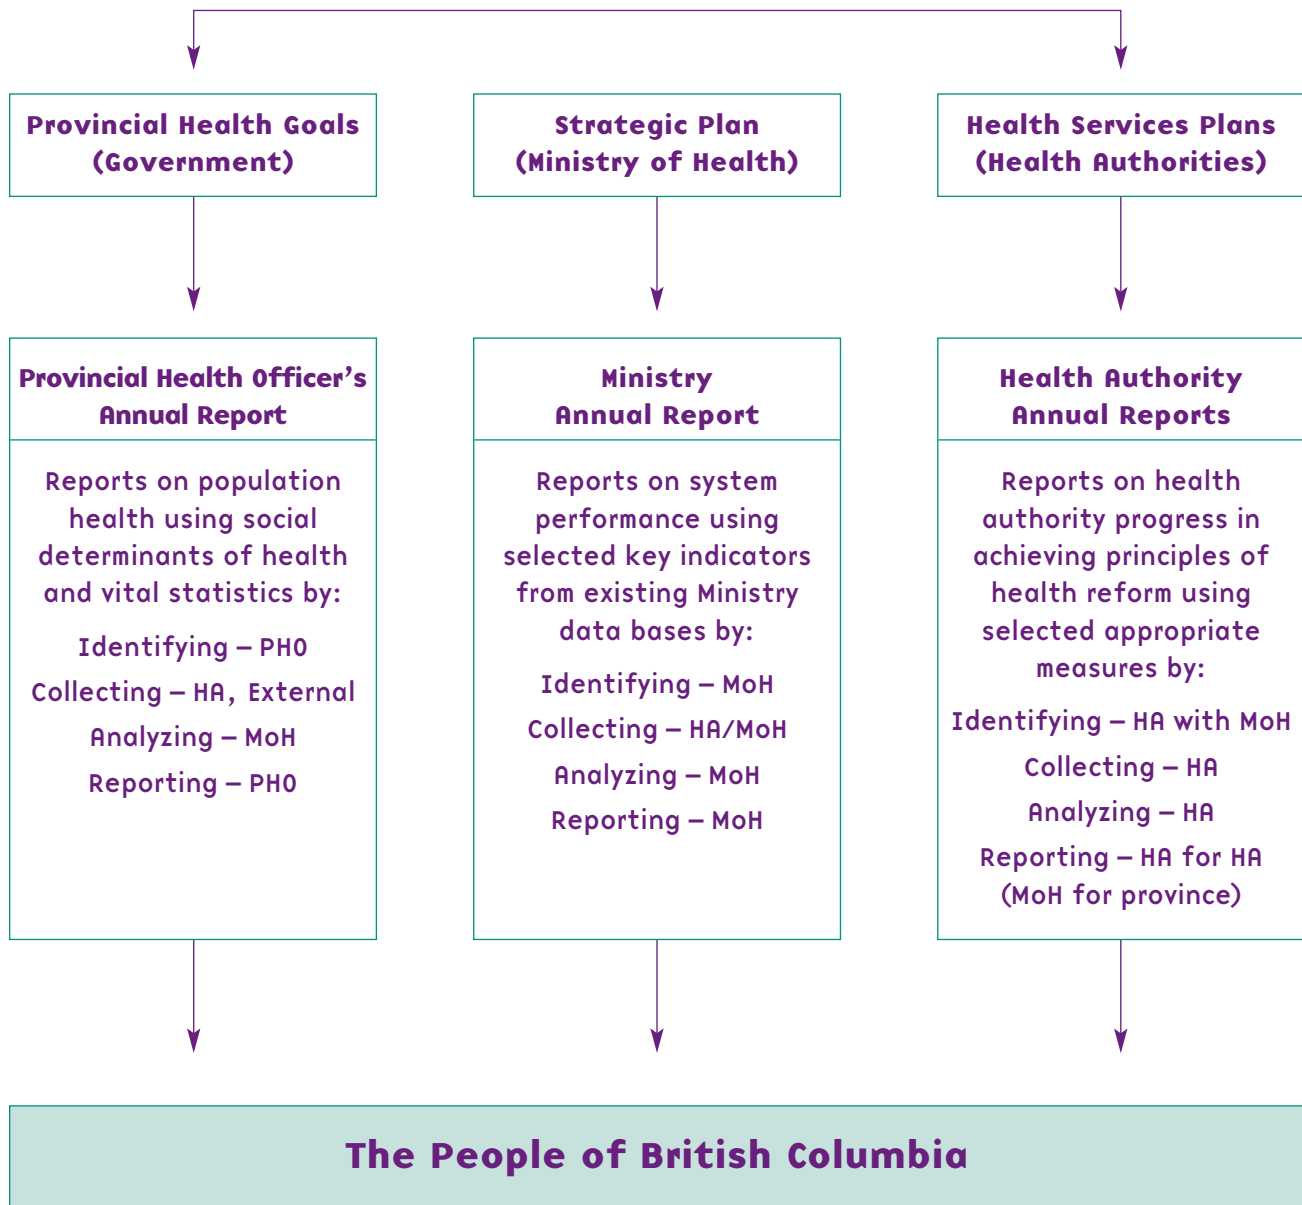 Provincial Health Goals
(Government)
Strategic Plan
(Ministry of Health)
Health Services Plans
(Health Authorities)
Provincial Health Officer's
Annual Report
Reports on population
health using social
determinants of health
and vital statistics by:
Identifying – PHO
Collecting – HA, External
Analyzing – MoH
Reporting – PHO
Ministry
Annual Report
Reports on system
performance using
selected key indicators
from existing Ministry
data bases by:
Identifying – MoH
Collecting – HA/MoH
Analyzing – MoH
Reporting – MoH
Health Authority
Annual Reports
Reports on health
authority progress in
achieving principles of
health reform using
selected appropriate
measures by:
Identifying – HA with MoH
Collecting – HA
Analyzing – HA
Reporting – HA for HA
(MoH for province)
The People of British Columbia